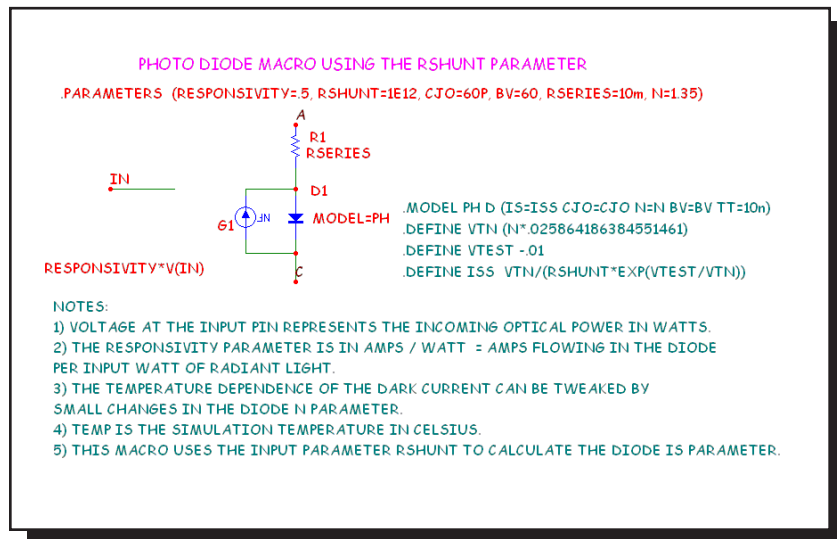 PHOTO DIODE MACRO USING THE RSHUNT PARAMETER
.PARAMETERS (RESPONSIVITY=.5, RSHUNT=1E12, CJO=60P, BV=60, RSERIES=10m, N=1.35)
A
R1
RSERIES
IN
D1
G1
NF
MODEL=PH
RESPONSIVITY*V(IN)
C
.MODEL PH D (IS=ISS CJO=CJO N=N BV=BV TT=10n)
.DEFINE VTN (N*.025864186384551461)
.DEFINE VTEST -.01
.DEFINE ISS VTN/(RSHUNT*EXP(VTEST/VTN))
NOTES:
1) VOLTAGE AT THE INPUT PIN REPRESENTS THE INCOMING OPTICAL POWER IN WATTS.
2) THE RESPONSIVITY PARAMETER IS IN AMPS / WATT = AMPS FLOWING IN THE DIODE
PER INPUT WATT OF RADIANT LIGHT.
3) THE TEMPERATURE DEPENDENCE OF THE DARK CURRENT CAN BE TWEAKED BY
SMALL CHANGES IN THE DIODE N PARAMETER.
4) TEMP IS THE SIMULATION TEMPERATURE IN CELSIUS.
5) THIS MACRO USES THE INPUT PARAMETER RSHUNT TO CALCULATE THE DIODE IS PARAMETER.